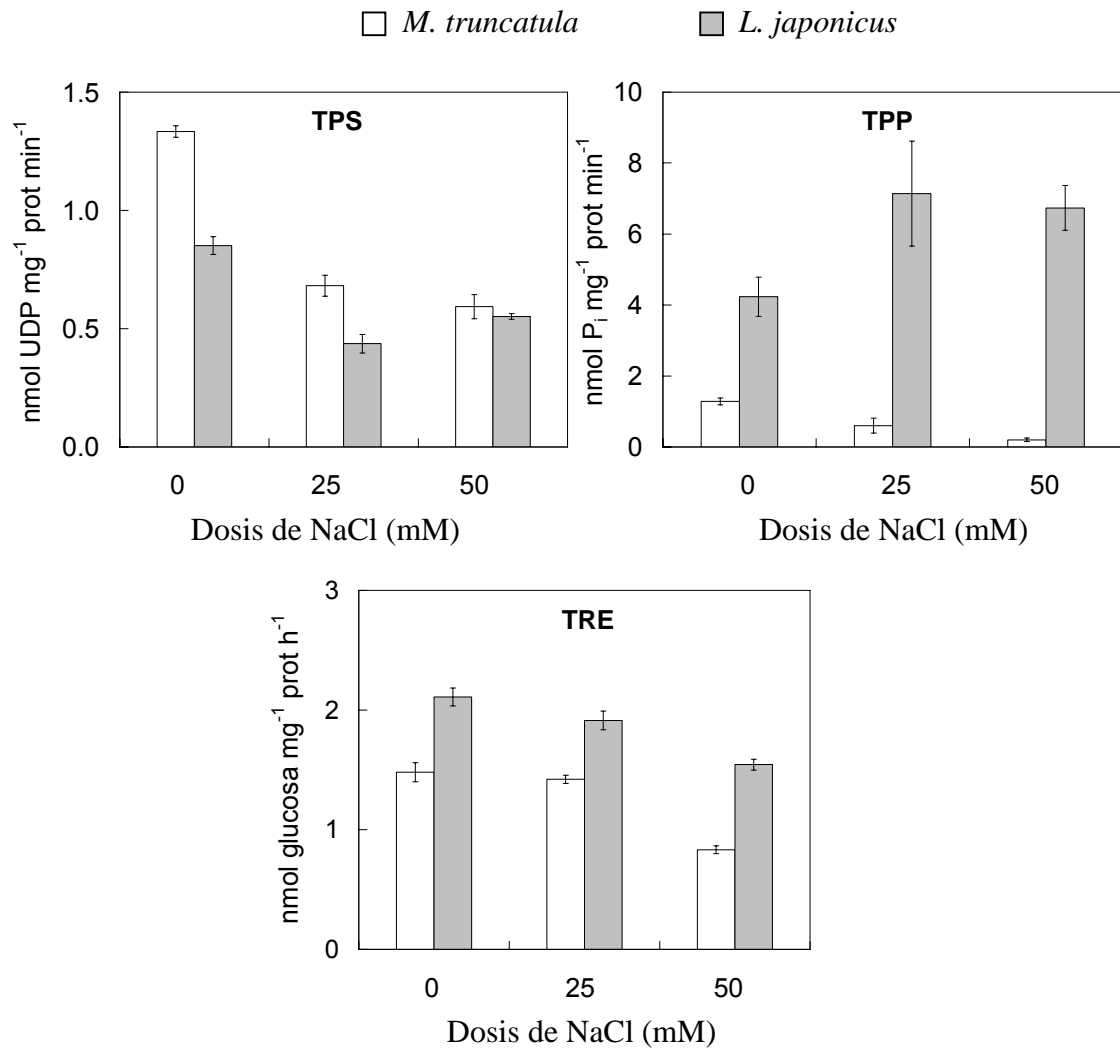 M. truncatula L. japonicus
TPS
nmol UDP mg⁻¹ prot min⁻¹
1.5
1.0
0.5
0.0
0 25 50
Dosis de NaCl (mM)
TPP
nmol Pᵢ mg⁻¹ prot min⁻¹
10
8
6
4
2
0
0 25 50
Dosis de NaCl (mM)
TRE
nmol glucosa mg⁻¹ prot h⁻¹
3
2
1
0
0 25 50
Dosis de NaCl (mM)